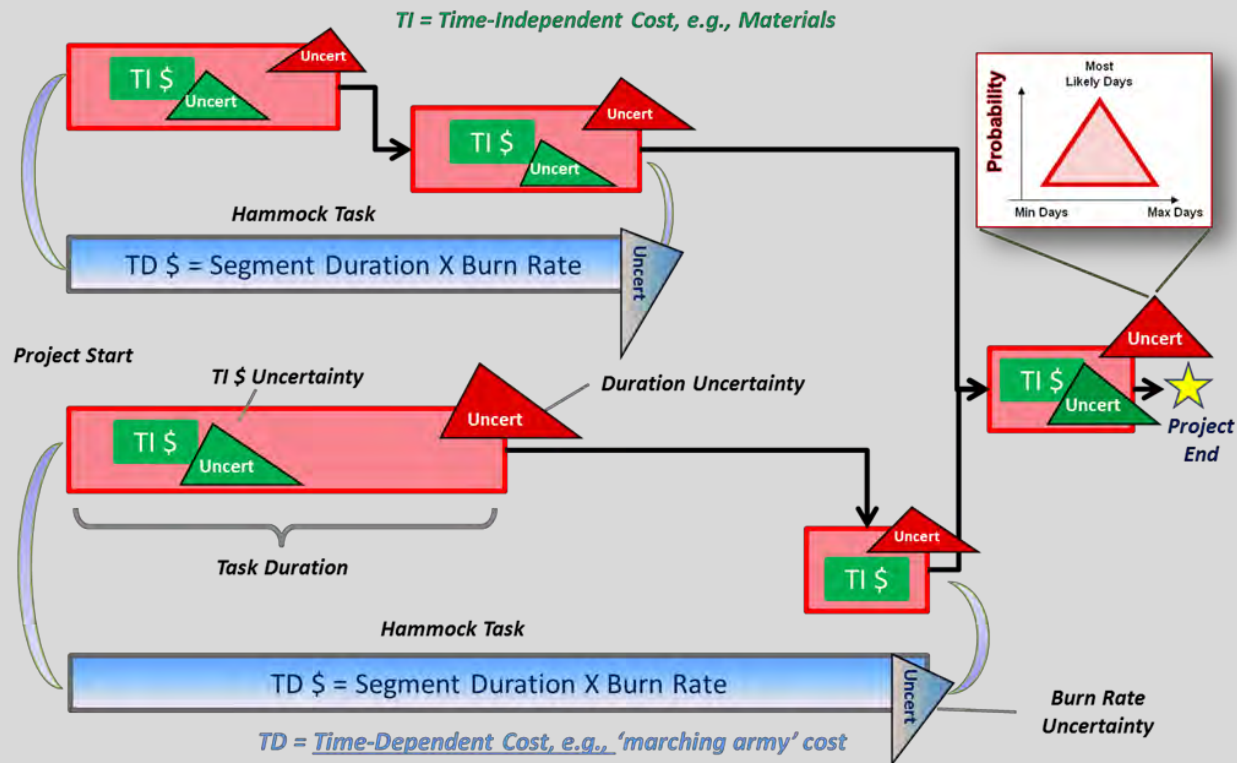 TI = Time-Independent Cost, e.g., Materials
TI $
Uncert
Uncert
TI $
Uncert
Uncert
Most
Likely Days
Probability
Min Days
Max Days
Hammock Task
TD $ = Segment Duration X Burn Rate
Uncert
Project Start
TI $ Uncertainty
Duration Uncertainty
TI $
Uncert
Uncert
Task Duration
TI $
Uncert
Uncert
Project
End
Uncert
TI $
Hammock Task
TD $ = Segment Duration X Burn Rate
Uncert
Burn Rate
Uncertainty
TD = Time-Dependent Cost, e.g., ‘marching army’ cost